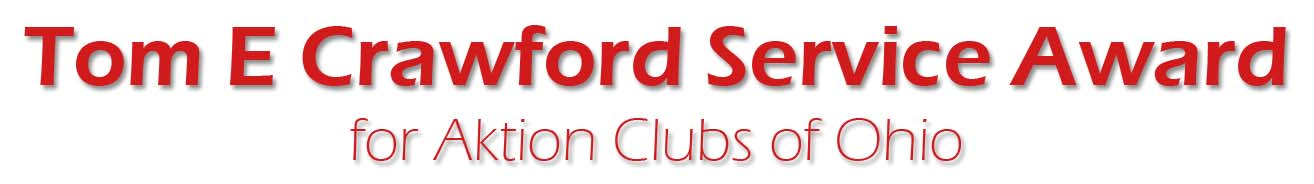 Tom E Crawford Service Award
for Aktion Clubs of Ohio